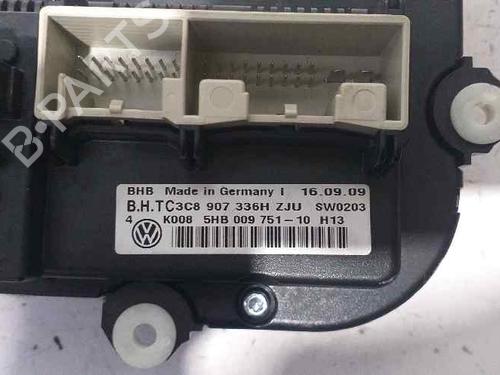 B-PARTS
BHB Made in Germany I 16.09.09
B.H.TC3C8 907 336H ZJU SW0203
4 K008 5HB 009 751-10 H13